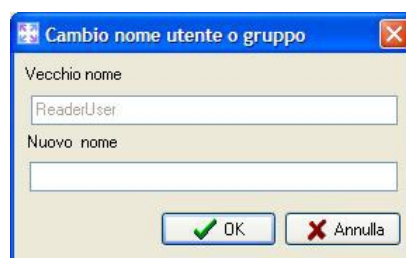 Cambio nome utente o gruppo
Vecchio nome
ReaderUser
Nuovo nome
OK Annulla